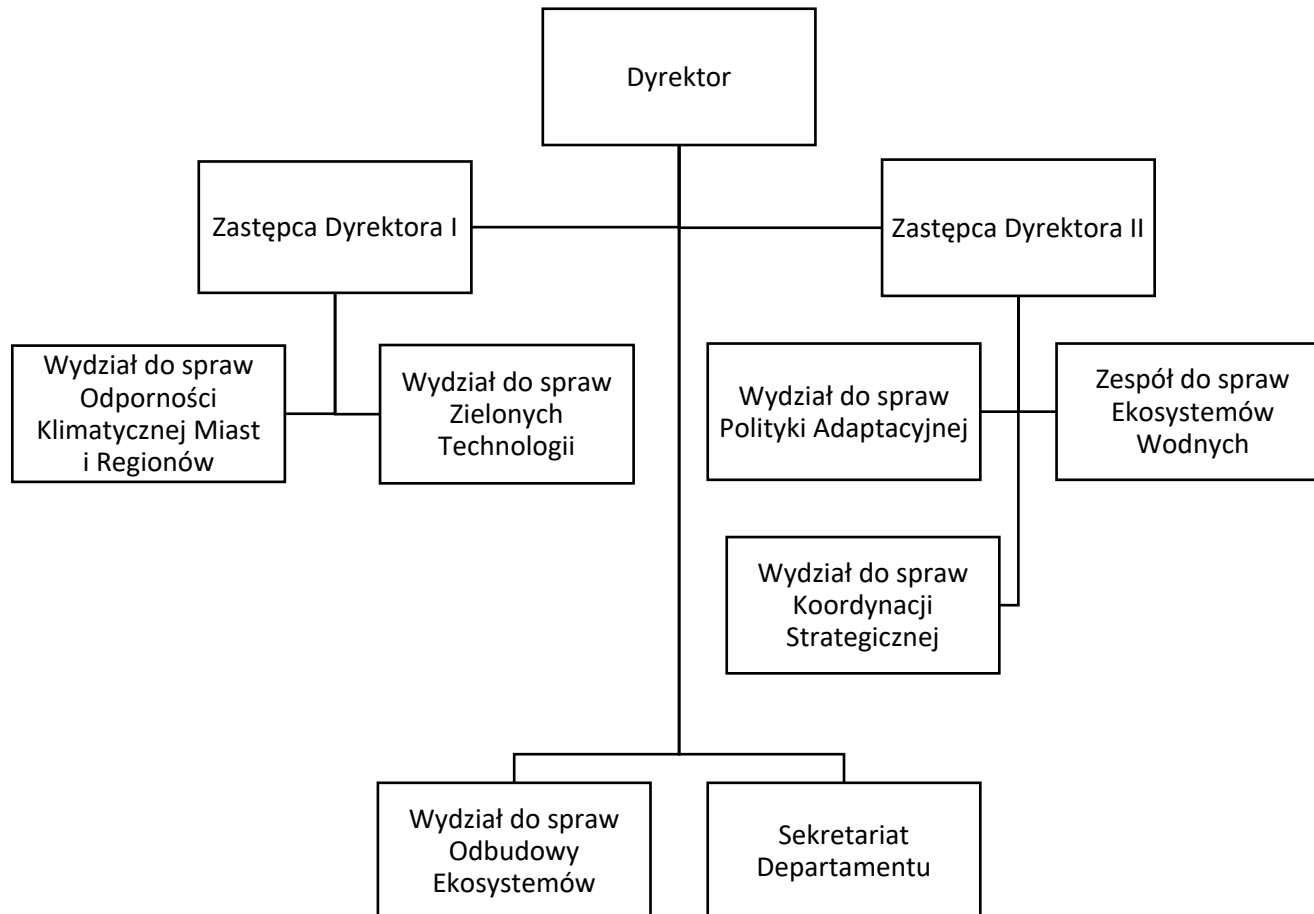 Dyrektor
Zastępca Dyrektora I
Zastępca Dyrektora II
Wydział do spraw
Odporności
Klimatycznej Miast
i Regionów
Wydział do spraw
Zielonych
Technologii
Wydział do spraw
Polityki Adaptacyjnej
Zespół do spraw
Ekosystemów
Wodnych
Wydział do spraw
Koordynacji
Strategicznej
Wydział do spraw
Odbudowy
Ekosystemów
Sekretariat
Departamentu